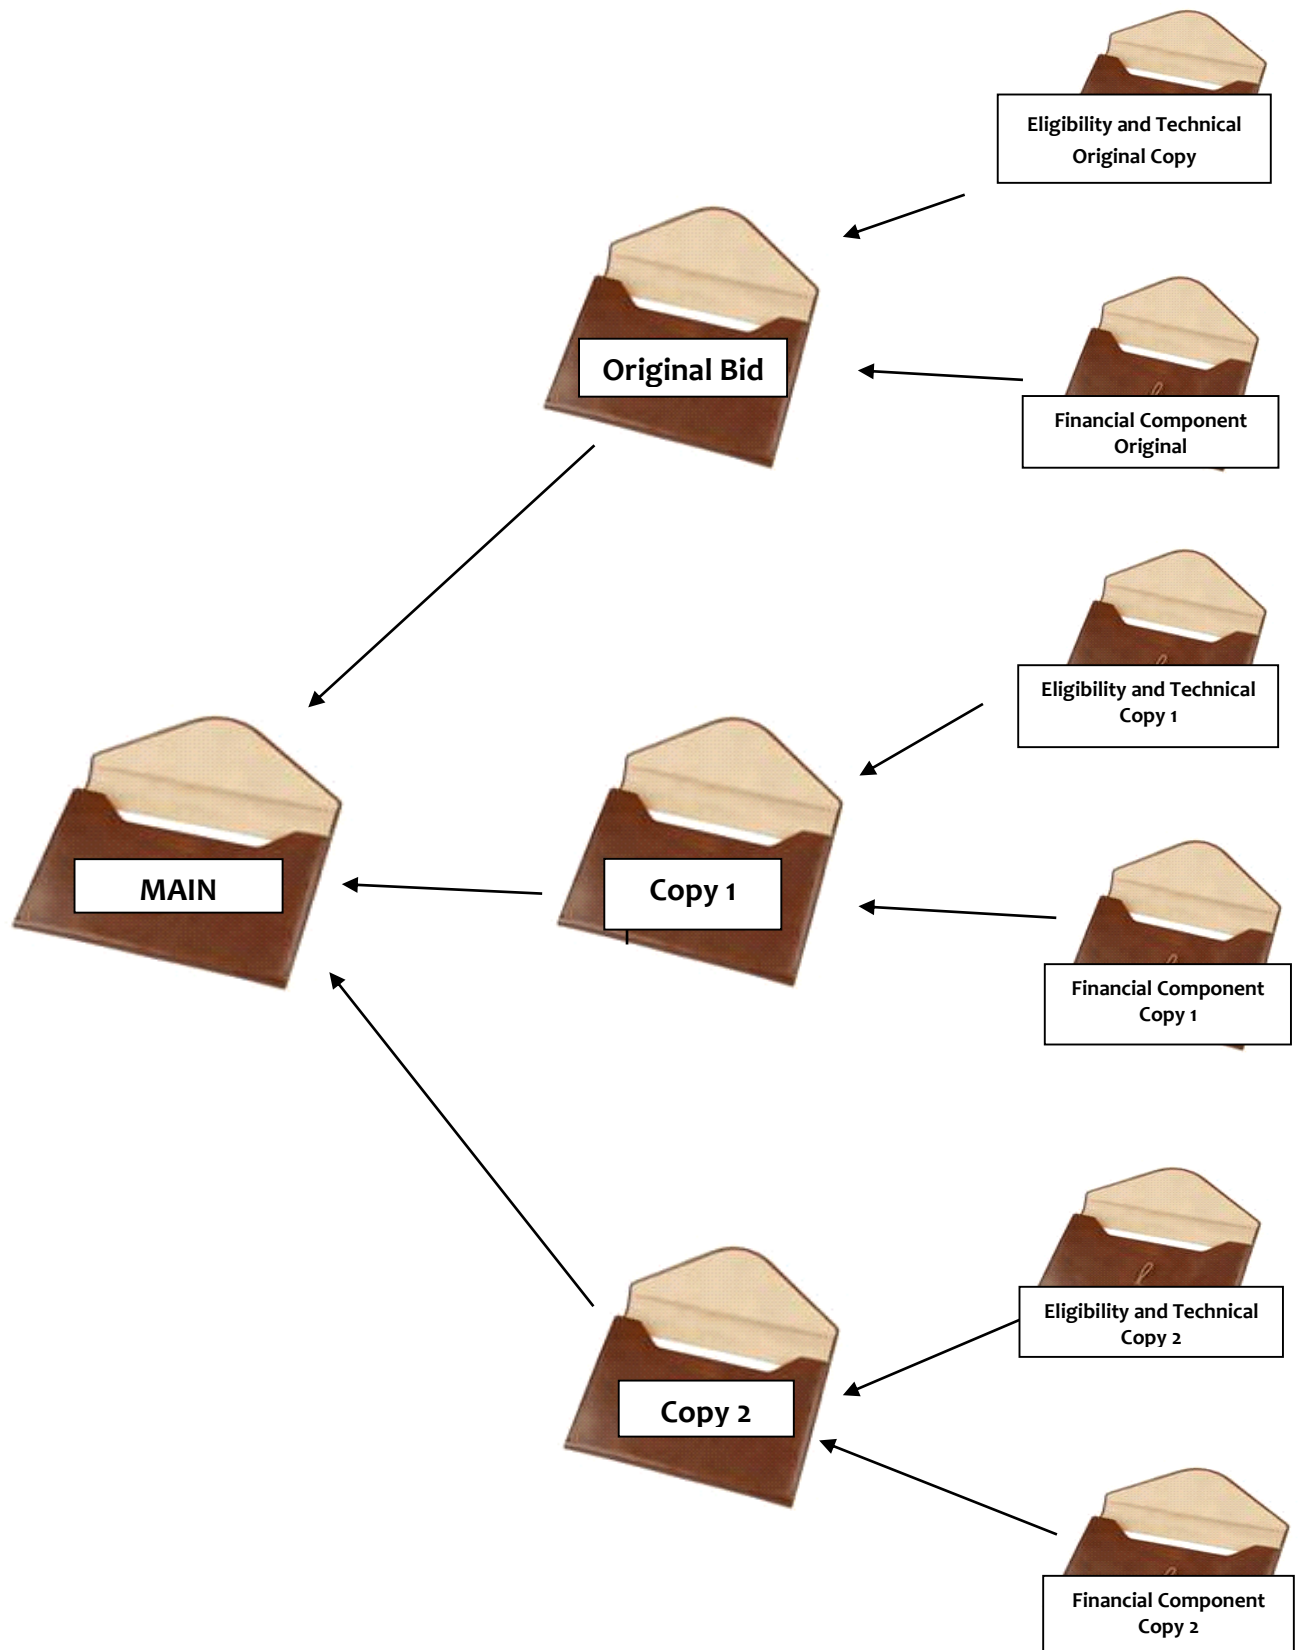 Eligibility and Technical
Original Copy
Original Bid
Financial Component
Original
Eligibility and Technical
Copy 1
MAIN
Copy 1
Financial Component
Copy 1
Eligibility and Technical
Copy 2
Copy 2
Financial Component
Copy 2